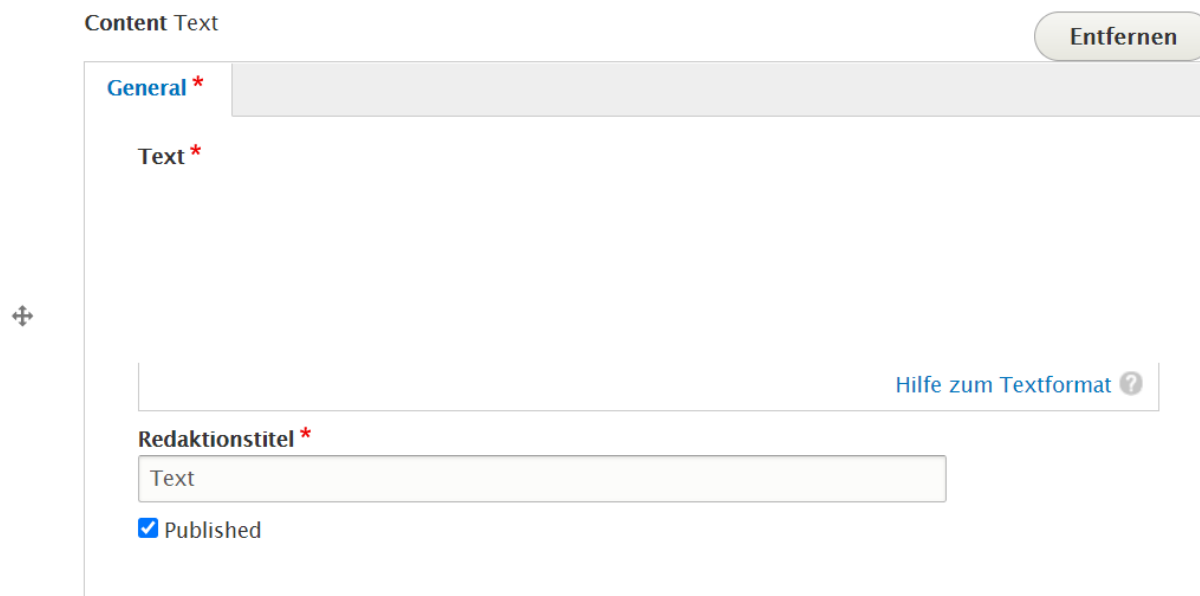 Content Text
Entfernen
General *
Text *
Hilfe zum Textformat ?
Redaktionstitel *
Text
Published